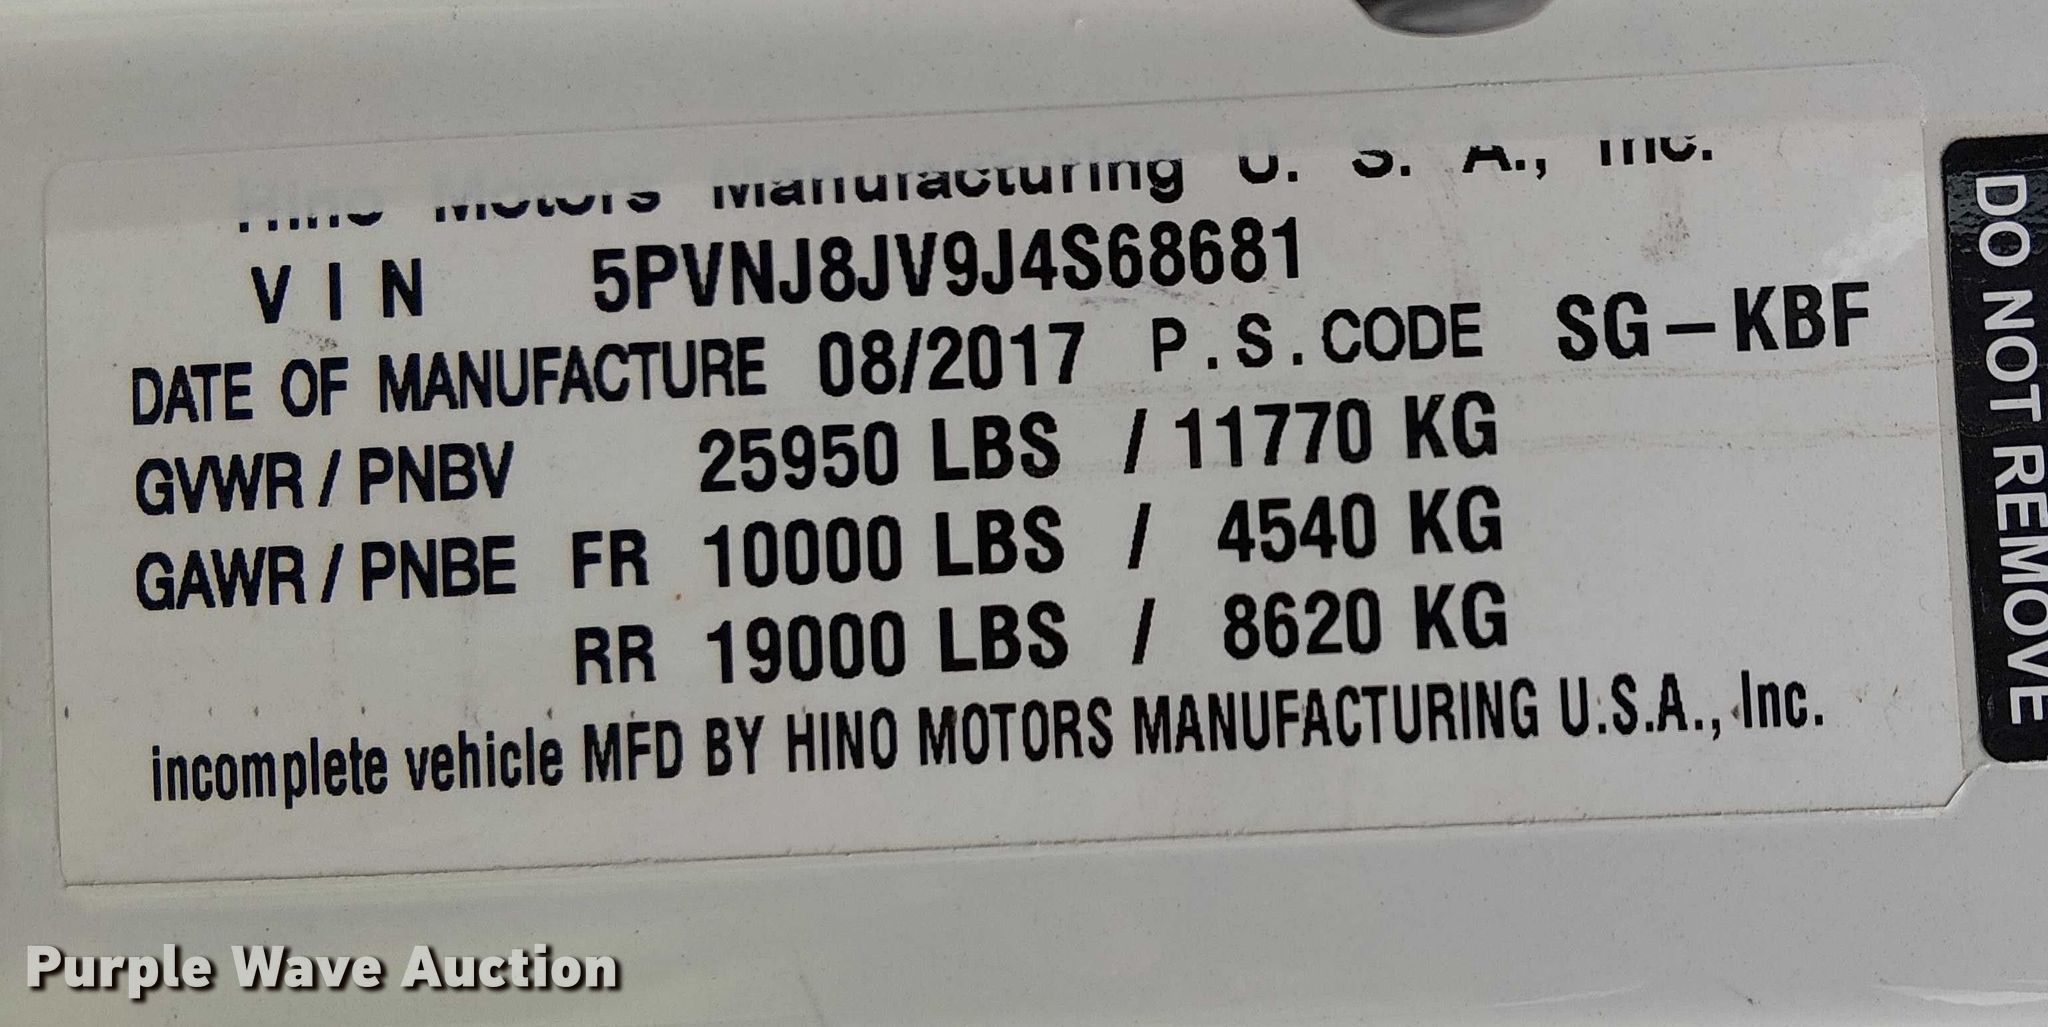 Hino Motors Manufacturing U. S. A., Inc.
VIN 5PVNJ8JV9J4S68681
DATE OF MANUFACTURE 08/2017 P.S.CODE SG-KBF
GVWR/PNBV 25950 LBS / 11770 KG
GAWR/PNBE FR 10000 LBS / 4540 KG
RR 19000 LBS / 8620 KG
incomplete vehicle MFD BY HINO MOTORS MANUFACTURING U.S.A., Inc.
DO NOT REMOVE
Purple Wave Auction